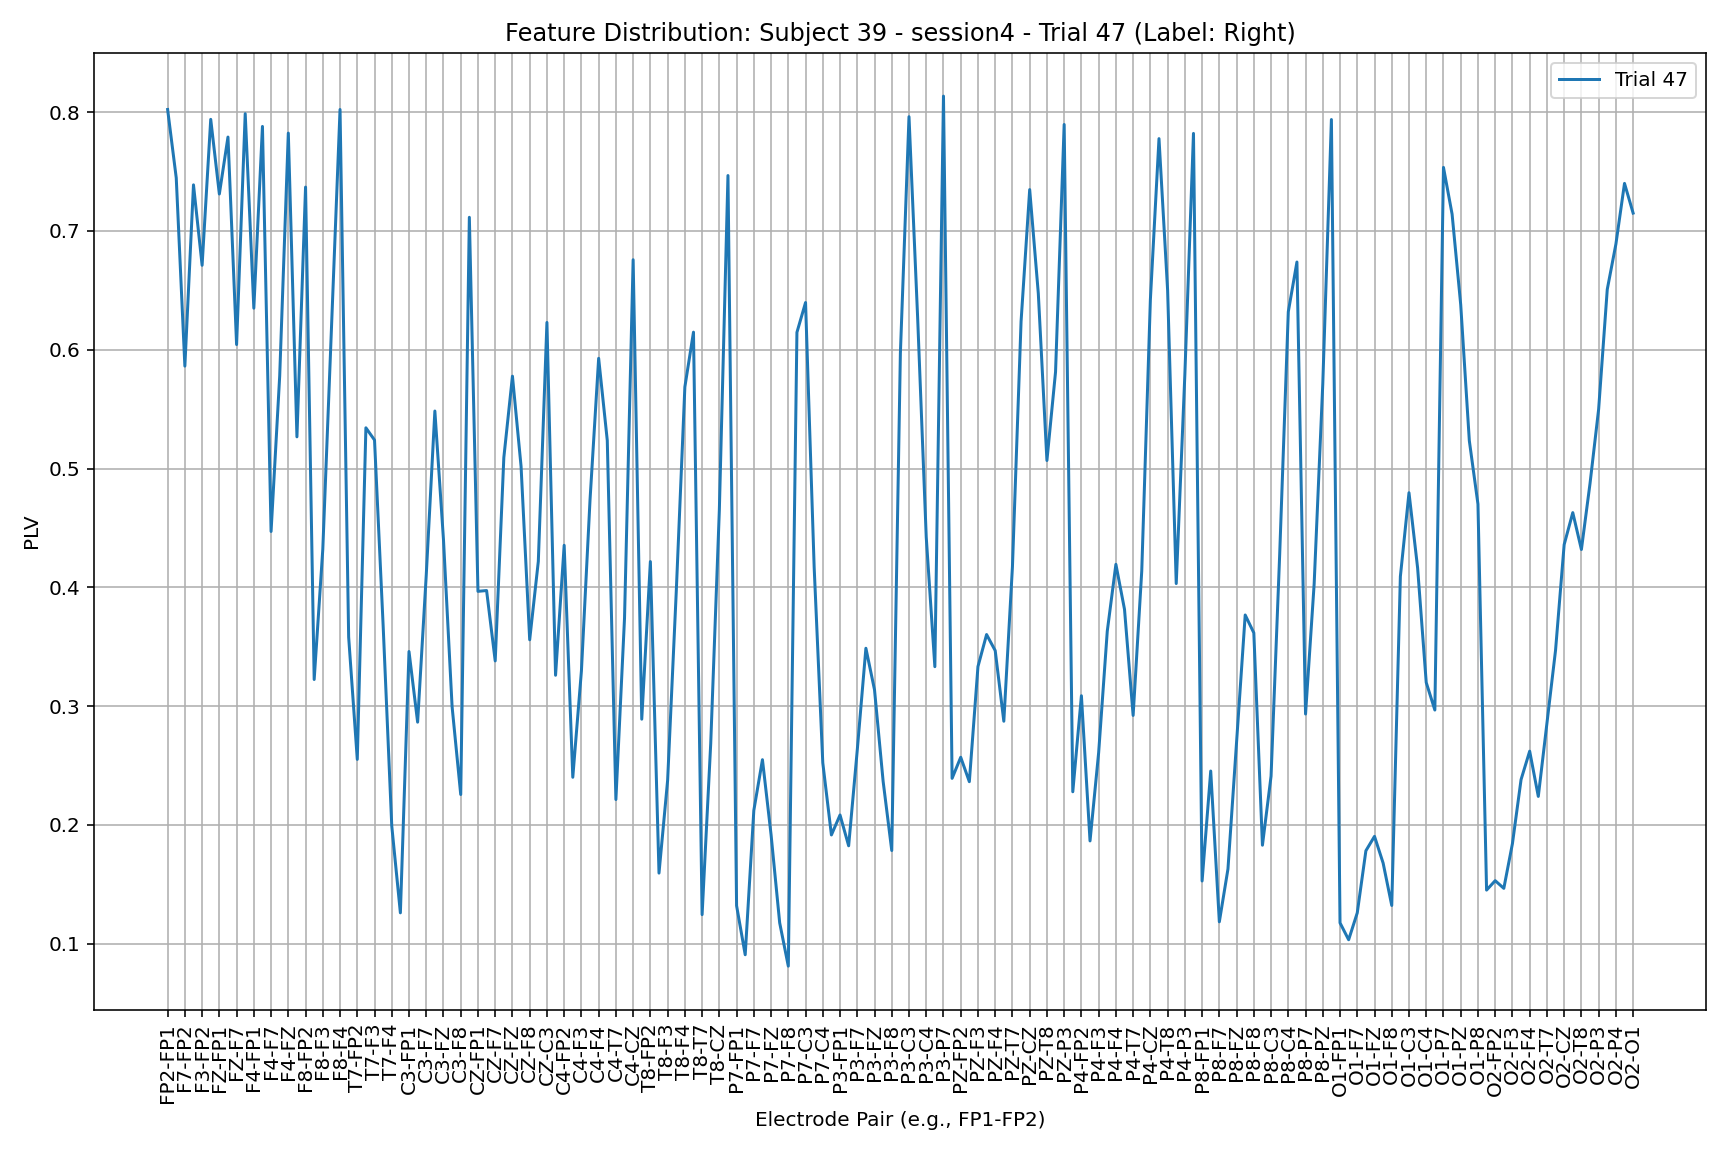 Feature Distribution: Subject 39 - session4 - Trial 47 (Label: Right)
Trial 47
0.8
0.7
0.6
0.5
0.4
0.3
0.2
0.1
PLV
FP2-FP1
F7-FP2
F3-FP2
FZ-FP1
FZ-F7
F4-FP1
F4-F7
F4-FZ
F8-FP2
F8-F3
F8-F4
T7-FP2
T7-F3
T7-F4
C3-FP1
C3-F7
C3-FZ
C3-F8
CZ-FP1
CZ-F7
CZ-FZ
CZ-F8
CZ-C3
C4-FP2
C4-F3
C4-F4
C4-T7
C4-CZ
T8-FP2
T8-F3
T8-F4
T8-T7
T8-CZ
P7-FP1
P7-F7
P7-FZ
P7-F8
P7-C3
P7-C4
P3-FP1
P3-F7
P3-FZ
P3-F8
P3-C3
P3-C4
P3-P7
PZ-FP2
PZ-F3
PZ-F4
PZ-T7
PZ-CZ
PZ-T8
PZ-P3
P4-FP2
P4-F3
P4-F4
P4-T7
P4-CZ
P4-T8
P4-P3
P8-FP1
P8-F7
P8-FZ
P8-F8
P8-C3
P8-C4
P8-P7
P8-PZ
O1-FP1
O1-F7
O1-FZ
O1-F8
O1-C3
O1-C4
O1-P7
O1-PZ
O1-P8
O2-FP2
O2-F3
O2-F4
O2-T7
O2-CZ
O2-T8
O2-P3
O2-P4
O2-O1
Electrode Pair (e.g., FP1-FP2)